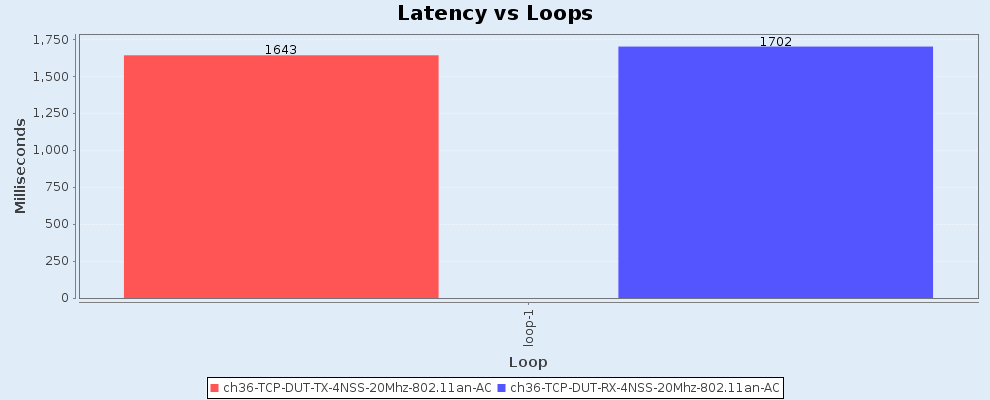 Latency vs Loops
1643
1702
1,750
1,500
1,250
1,000
750
500
250
0
Milliseconds
loop-1
Loop
ch36-TCP-DUT-TX-4NSS-20Mhz-802.11an-AC ch36-TCP-DUT-RX-4NSS-20Mhz-802.11an-AC